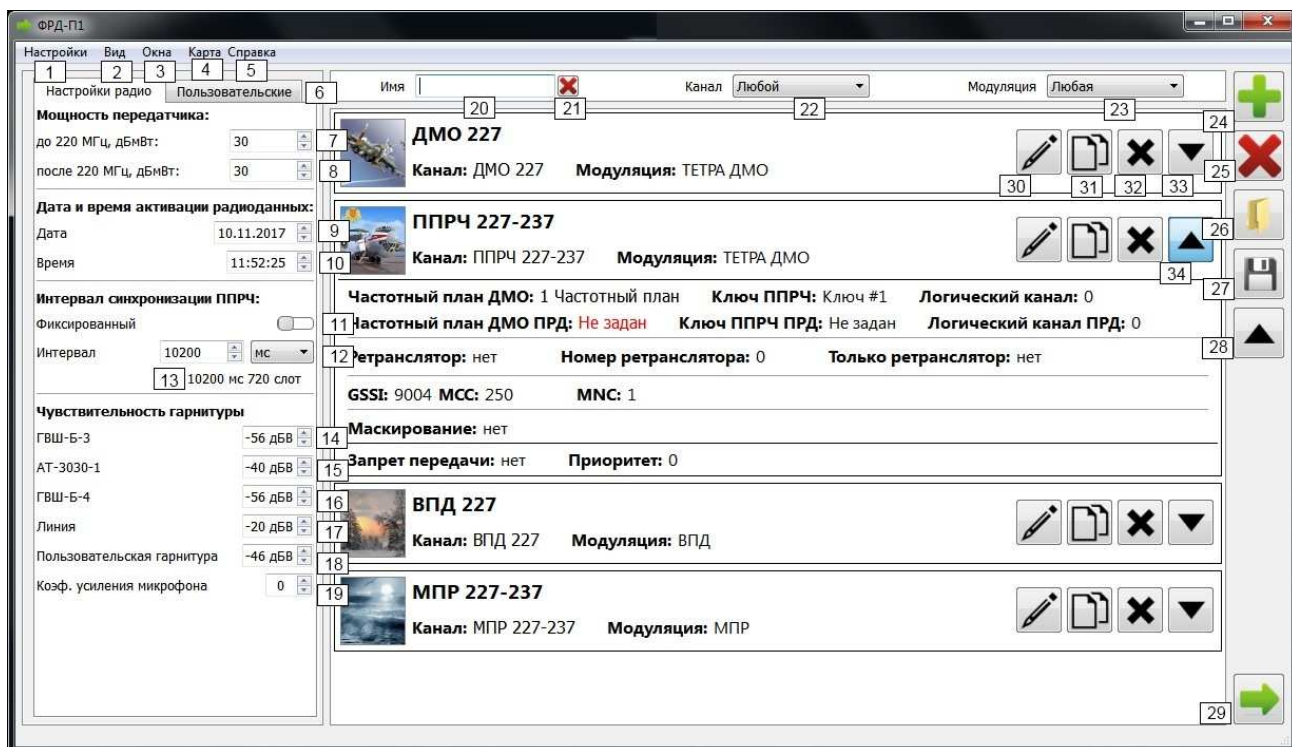 ФРД-П1
Настройки Вид Окна Карта Справка
1 2 3 4 5
Настройки радио Пользовательские 6
Мощность передатчика:
до 220 МГц, дБмВт: 30 7
после 220 МГц, дБмВт: 30 8
Дата и время активации радиоданных:
Дата 10.11.2017 9
Время 11:52:25 10
Интервал синхронизации ППРЧ:
Фиксированный 11
Интервал 10200 мс 12
13 10200 мс 720 слот
Чувствительность гарнитуры
ГВШ-Б-3 -56 дБВ 14
АТ-3030-1 -40 дБВ 15
ГВШ-Б-4 -56 дБВ 16
Линия -20 дБВ 17
Пользовательская гарнитура -46 дБВ 18
Коэф. усиления микрофона 0 19
Имя Канал Любой Модуляция Любая
20 21 22 23
ДМО 227
Канал: ДМО 227 Модуляция: ТЕТРА ДМО
30 31 32 33
ППРЧ 227-237
Канал: ППРЧ 227-237 Модуляция: ТЕТРА ДМО
34
Частотный план ДМО: 1 Частотный план Ключ ППРЧ: Ключ #1 Логический канал: 0
Частотный план ДМО ПРД: Не задан Ключ ППРЧ ПРД: Не задан Логический канал ПРД: 0
Ретранслятор: нет Номер ретранслятора: 0 Только ретранслятор: нет
GSSI: 9004 MCC: 250 MNC: 1
Маскирование: нет
Запрет передачи: нет Приоритет: 0
ВПД 227
Канал: ВПД 227 Модуляция: ВПД
МПР 227-237
Канал: МПР 227-237 Модуляция: МПР
24
25
26
27
28
29